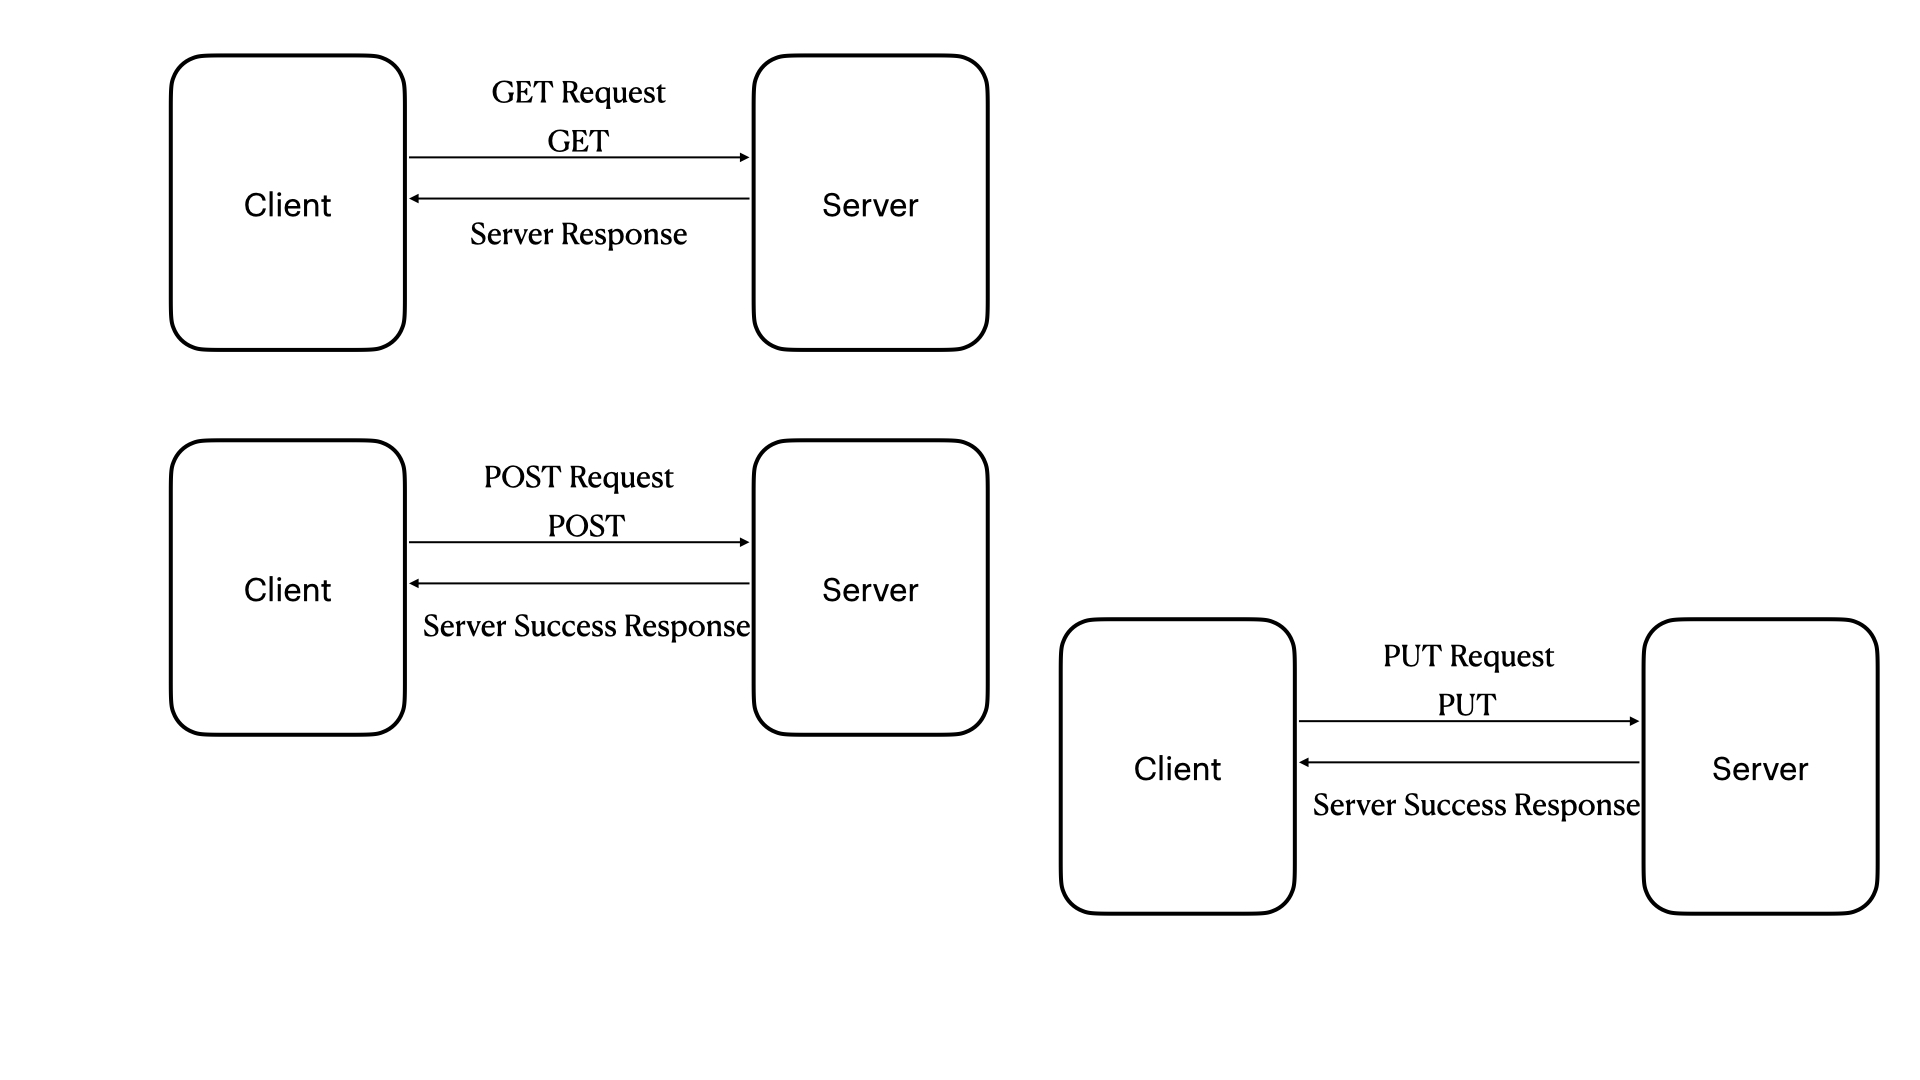 GET Request
GET
Client
Server
Server Response
POST Request
POST
Client
Server
Server Success Response
PUT Request
PUT
Client
Server
Server Success Response